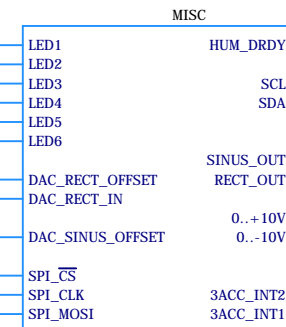 MISC
LED1 HUM_DRDY
LED2
LED3 SCL
LED4 SDA
LED5
LED6
SINUS_OUT
DAC_RECT_OFFSET RECT_OUT
DAC_RECT_IN
0..+10V
DAC_SINUS_OFFSET 0..-10V
SPI_C̅S̅
SPI_CLK 3ACC_INT2
SPI_MOSI 3ACC_INT1